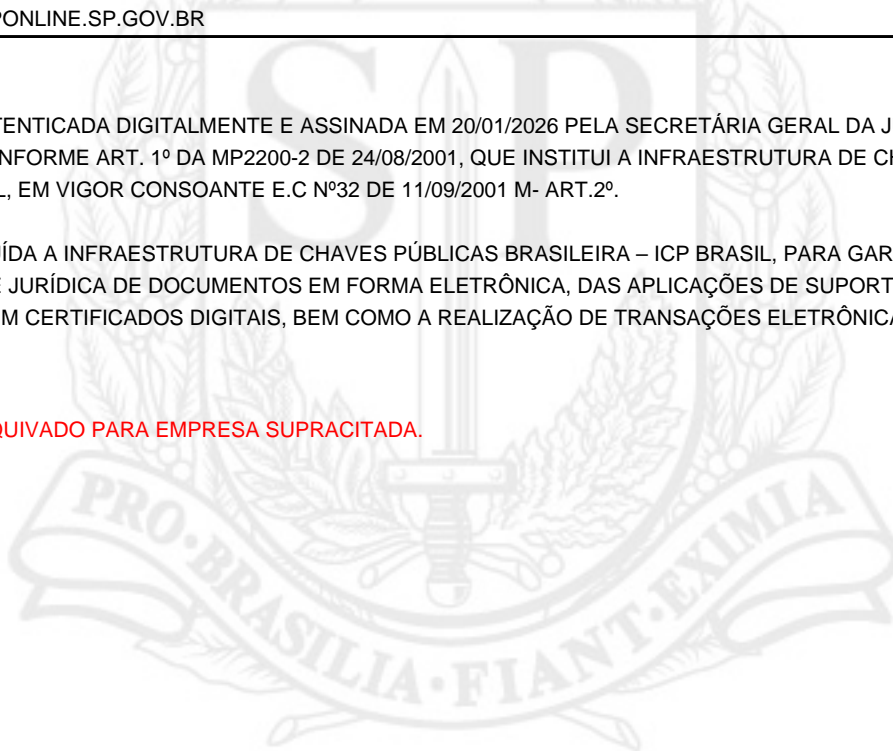 PONLINE.SP.GOV.BR
TENTICADA DIGITALMENTE E ASSINADA EM 20/01/2026 PELA SECRETÁRIA GERAL DA J
NFORME ART. 1º DA MP2200-2 DE 24/08/2001, QUE INSTITUI A INFRAESTRUTURA DE CH
L, EM VIGOR CONSOANTE E.C Nº32 DE 11/09/2001 M- ART.2º.
ÍDA A INFRAESTRUTURA DE CHAVES PÚBLICAS BRASILEIRA – ICP BRASIL, PARA GAR
E JURÍDICA DE DOCUMENTOS EM FORMA ELETRÔNICA, DAS APLICAÇÕES DE SUPORT
M CERTIFICADOS DIGITAIS, BEM COMO A REALIZAÇÃO DE TRANSAÇÕES ELETRÔNICA
QUIVADO PARA EMPRESA SUPRACITADA.
SP
PRO·BRASILIA·FIANT·EXIMIA